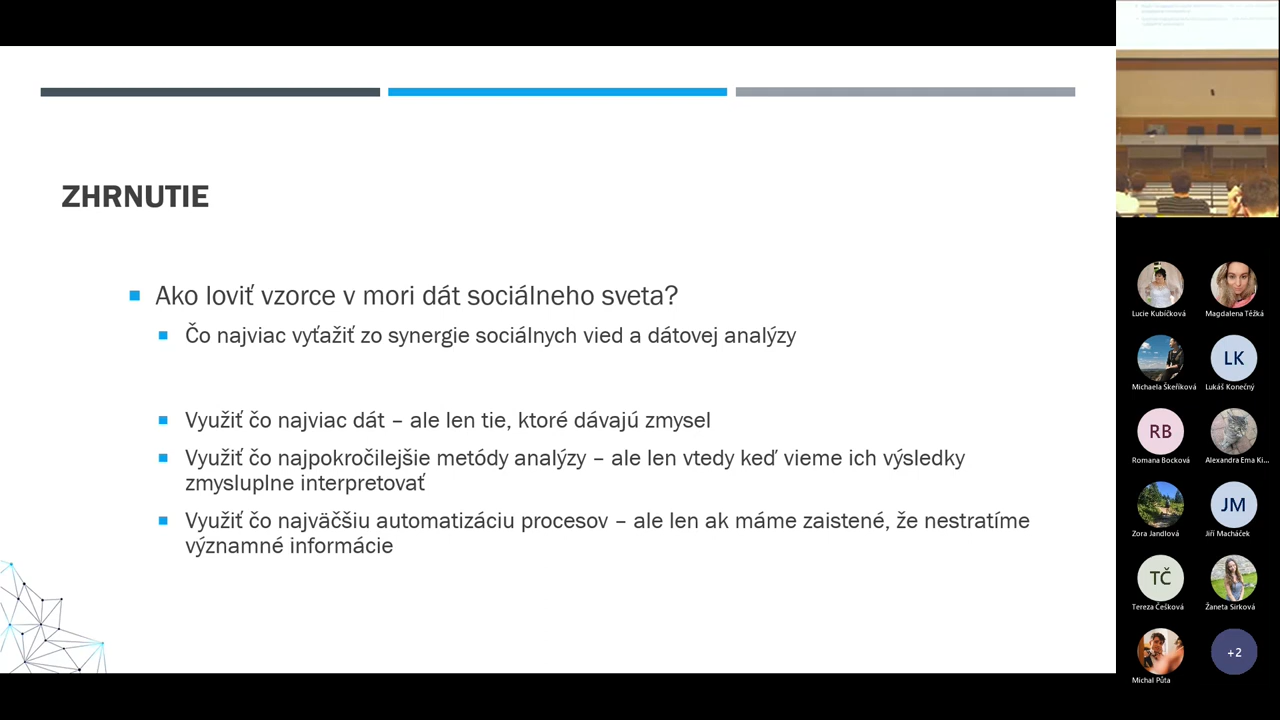 ZHRNUTIE
Ako loviť vzorce v mori dát sociálneho sveta?
Čo najviac vyťažiť zo synergie sociálnych vied a dátovej analýzy
Využiť čo najviac dát – ale len tie, ktoré dávajú zmysel
Využiť čo najpokročilejšie metódy analýzy – ale len vtedy keď vieme ich výsledky
zmysluplne interpretovať
Využiť čo najväčšiu automatizáciu procesov – ale len ak máme zaistené, že nestratíme
významné informácie
Lucie Kubíčková
Magdalena Těžká
Michaela Škeříková
LK
Lukáš Konečný
RB
Romana Bocková
Alexandra Ema Ki...
Zora Jandlová
JM
Jiří Macháček
TČ
Tereza Češková
Žaneta Sirková
Michal Půta
+2